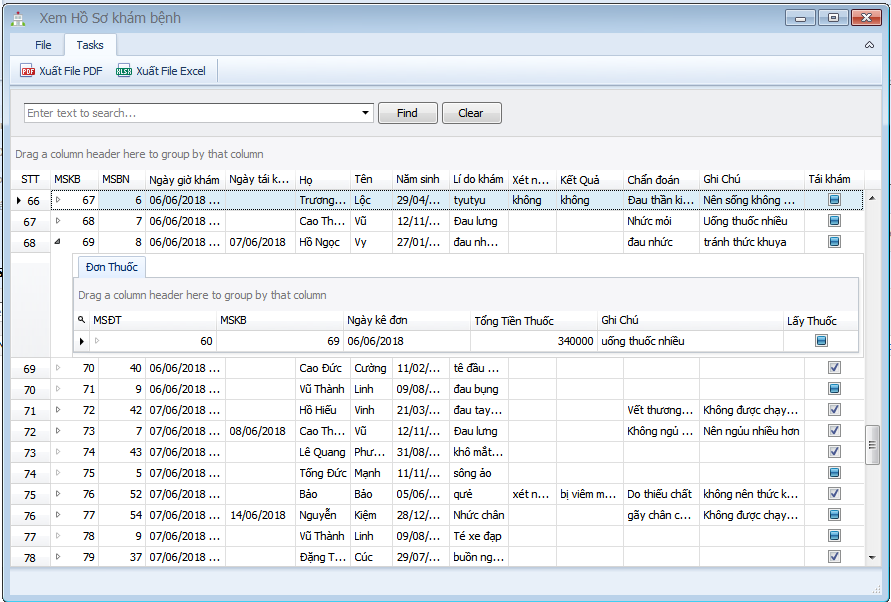 Xem Hồ Sơ khám bệnh
File Tasks
PDF Xuất File PDF XLSX Xuất File Excel
Enter text to search... Find Clear
Drag a column header here to group by that column
STT MSKB MSBN Ngày giờ khám Ngày tái k... Họ Tên Năm sinh Lí do khám Xét n... Kết Quả Chẩn đoán Ghi Chú Tái khám
66 67 6 06/06/2018 ... Trương... Lộc 29/04/... tyutyu không không Đau thần ki... Nên sống không ...
67 68 7 06/06/2018 ... Cao Th... Vũ 12/11/... Đau lưng Nhức mỏi Uống thuốc nhiều
68 69 8 06/06/2018 ... 07/06/2018 Hồ Ngọc Vy 27/01/... đau nh... đau nhức tránh thức khuya
Đơn Thuốc
Drag a column header here to group by that column
MSĐT MSKB Ngày kê đơn Tổng Tiền Thuốc Ghi Chú Lấy Thuốc
60 69 06/06/2018 340000 uống thuốc nhiều
69 70 40 06/06/2018 ... Cao Đức Cường 11/02/... tê đầu ...
70 71 9 06/06/2018 ... Vũ Thành Linh 09/08/... đau bụng
71 72 42 07/06/2018 ... Hồ Hiếu Vinh 21/03/... đau tay... Vết thương... Không được chạy...
72 73 7 07/06/2018 ... 08/06/2018 Cao Th... Vũ 12/11/... Đau lưng Không ngủ ... Nên ngủu nhiều hơn
73 74 43 07/06/2018 ... Lê Quang Phư... 31/08/... khô mắt...
74 75 5 07/06/2018 ... Tống Đức Mạnh 11/11/... sông ảo
75 76 52 07/06/2018 ... Bảo Bảo 05/06/... qưé xét n... bị viêm m... Do thiếu chất không nên thức k...
76 77 54 07/06/2018 ... 14/06/2018 Nguyễn Kiệm 28/12/... Nhức chân gãy chân c... Không được chạy...
77 78 9 07/06/2018 ... Vũ Thành Linh 09/08/... Té xe đạp
78 79 37 07/06/2018 ... Đặng T... Cúc 29/07/... buồn ng...